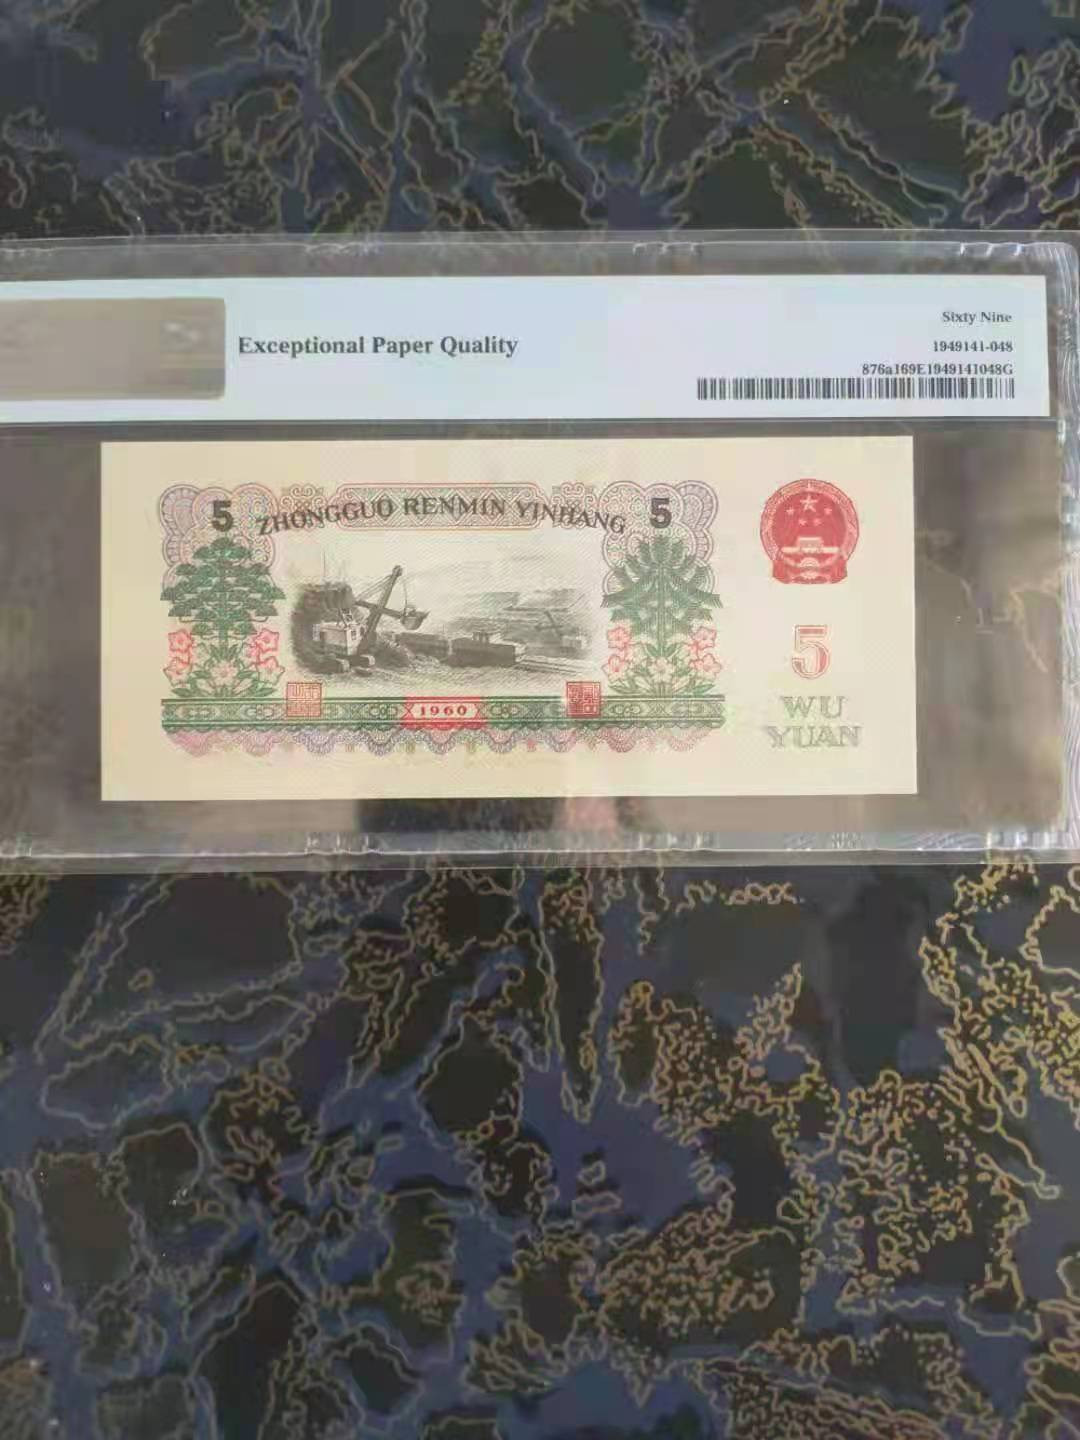 Exceptional Paper Quality
Sixty Nine
1949141-048
876a169E1949141048G
5 ZHONGGUO RENMIN YINHANG 5
5
1960
WU
YUAN